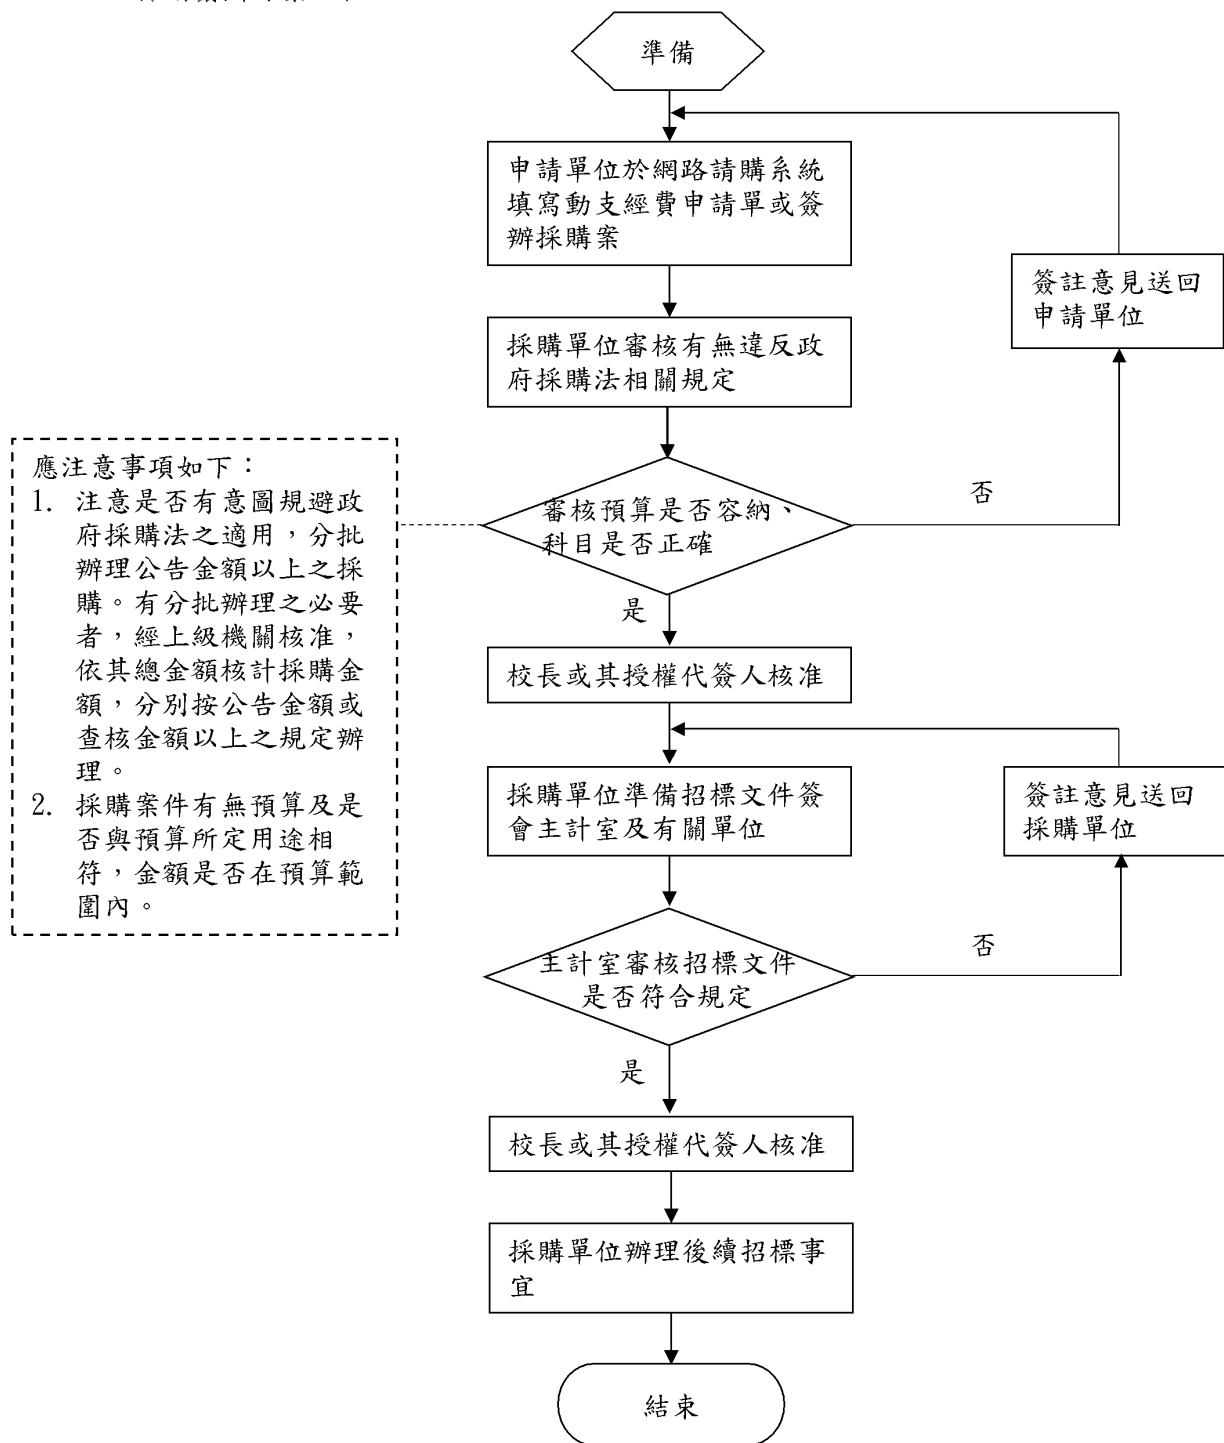 準備
申請單位於網路請購系統
填寫動支經費申請單或簽
辦採購案
簽註意見送回
申請單位
採購單位審核有無違反政
府採購法相關規定
應注意事項如下：
1. 注意是否有意圖規避政
府採購法之適用，分批
辦理公告金額以上之採
購。有分批辦理之必要
者，經上級機關核准，
依其總金額核計採購金
額，分別按公告金額或
查核金額以上之規定辦
理。
2. 採購案件有無預算及是
否與預算所定用途相
符，金額是否在預算範
圍內。
審核預算是否容納、
科目是否正確
否
是
校長或其授權代簽人核准
採購單位準備招標文件簽
會主計室及有關單位
簽註意見送回
採購單位
主計室審核招標文件
是否符合規定
否
是
校長或其授權代簽人核准
採購單位辦理後續招標事
宜
結束